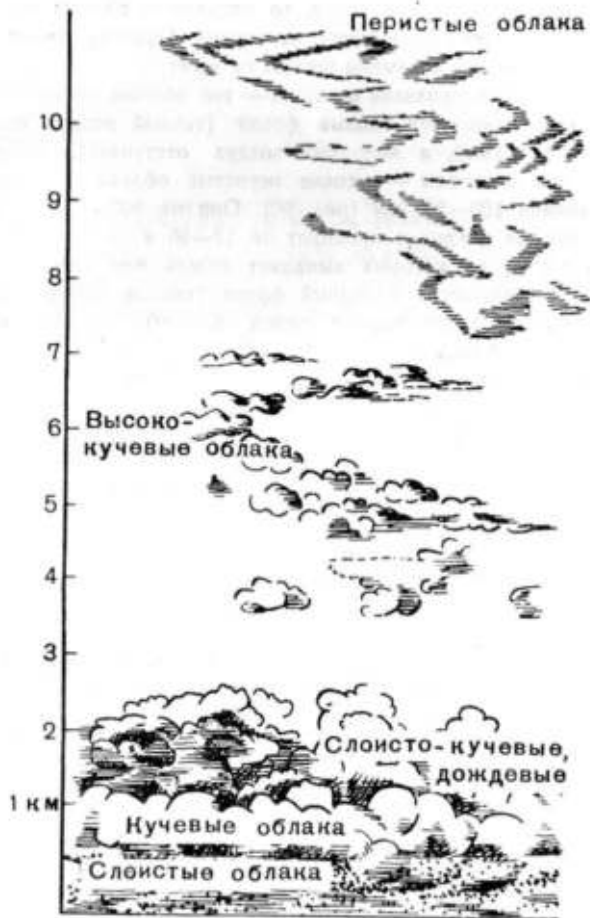 Перистые облака
10
9
8
7
Высоко-
6
кучевые облака
5
4
3
2
Слоисто-кучевые,
дождевые
1 км
Кучевые облака
Слоистые облака